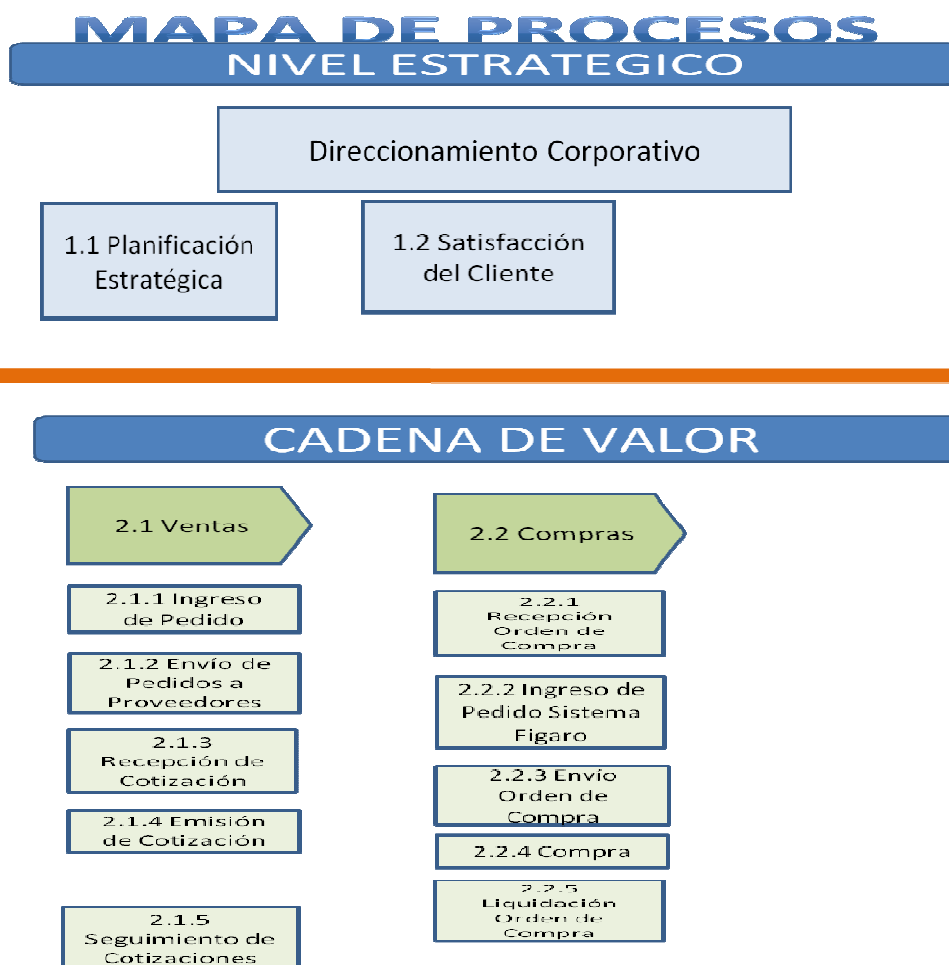 MAPA DE PROCESOS
NIVEL ESTRATEGICO
Direccionamiento Corporativo
1.1 Planificación
Estratégica
1.2 Satisfacción
del Cliente
CADENA DE VALOR
2.1 Ventas
2.1.1 Ingreso
de Pedido
2.1.2 Envío de
Pedidos a
Proveedores
2.1.3
Recepción de
Cotización
2.1.4 Emisión
de Cotización
2.1.5
Seguimiento de
Cotizaciones
2.2 Compras
2.2.1
Recepción
Orden de
Compra
2.2.2 Ingreso de
Pedido Sistema
Figaro
2.2.3 Envío
Orden de
Compra
2.2.4 Compra
2.2.5
Liquidación
Orden de
Compra